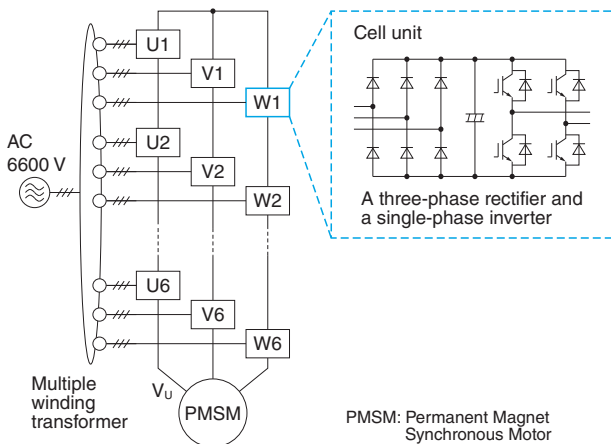 U1
V1
W1
Cell unit
A three-phase rectifier and
a single-phase inverter
AC
6600 V
U2
V2
W2
U6
V6
W6
Multiple
winding
transformer
VU
PMSM
PMSM: Permanent Magnet
Synchronous Motor